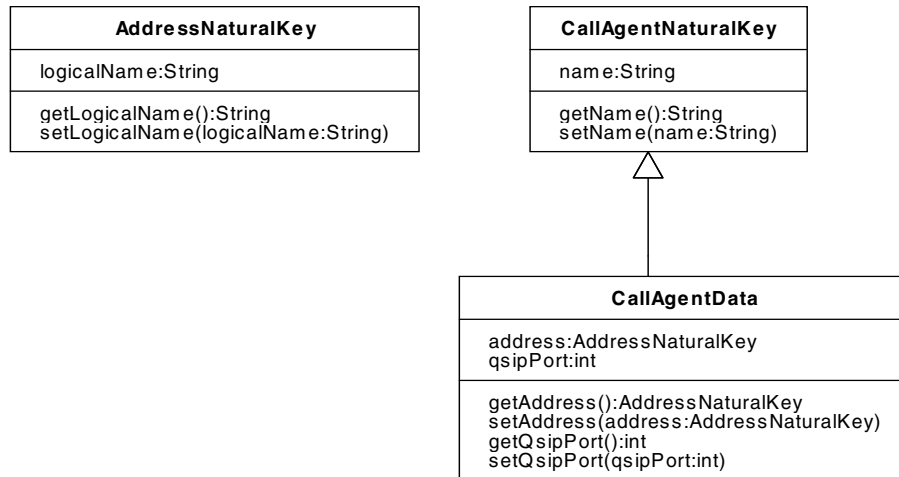 AddressNaturalKey
logicalName:String
getLogicalName():String
setLogicalName(logicalName:String)
CallAgentNaturalKey
name:String
getName():String
setName(name:String)
CallAgentData
address:AddressNaturalKey
qsipPort:int
getAddress():AddressNaturalKey
setAddress(address:AddressNaturalKey)
getQsipPort():int
setQsipPort(qsipPort:int)